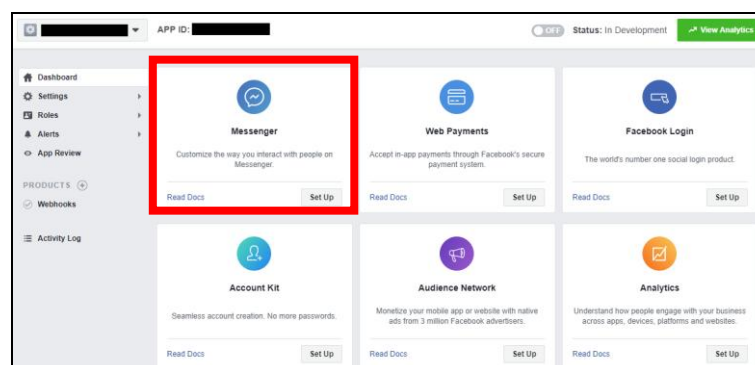 APP ID:
OFF
Status: In Development
View Analytics
Dashboard
Settings
Roles
Alerts
App Review
PRODUCTS
Webhooks
Activity Log
Messenger
Customize the way you interact with people on
Messenger.
Read Docs
Set Up
Web Payments
Accept in-app payments through Facebook's secure
payment system.
Read Docs
Set Up
Facebook Login
The world's number one social login product.
Read Docs
Set Up
Account Kit
Seamless account creation. No more passwords.
Read Docs
Set Up
Audience Network
Monetize your mobile app or website with native
ads from 3 million Facebook advertisers.
Read Docs
Set Up
Analytics
Understand how people engage with your business
across apps, devices, platforms and websites.
Read Docs
Set Up